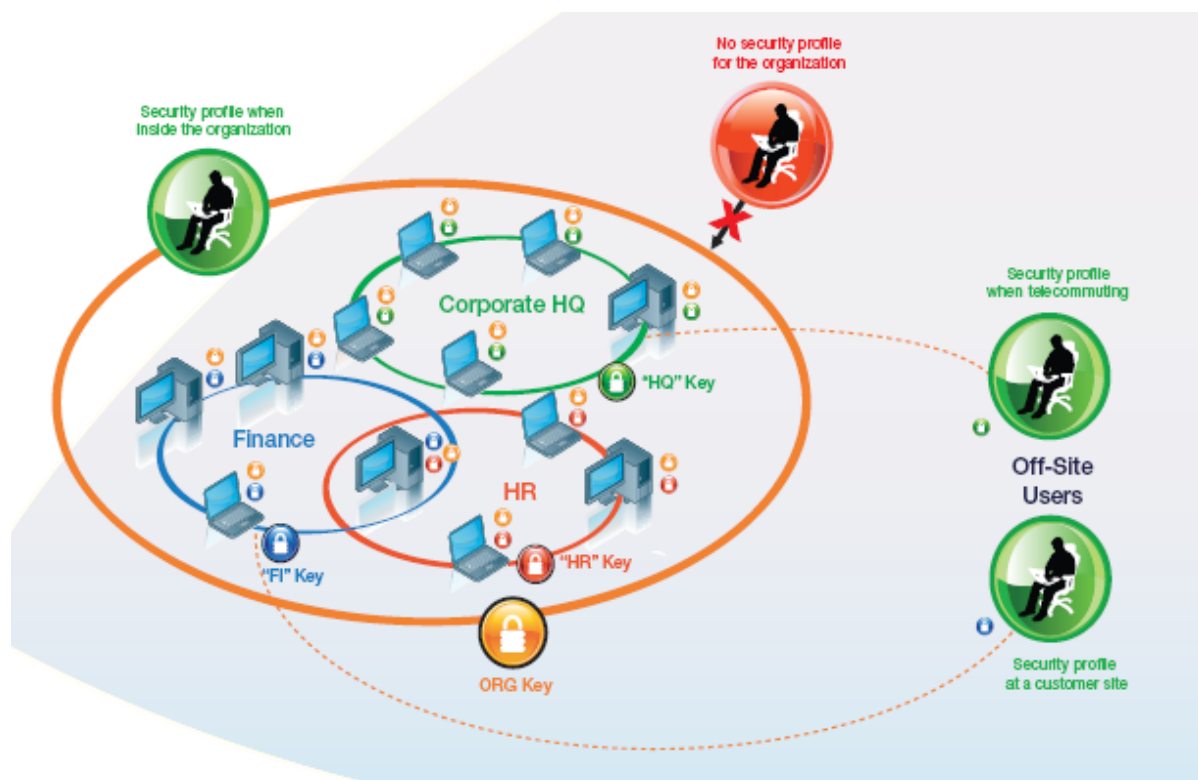 No security profile
for the organization
Security profile when
inside the organization
Corporate HQ
Security profile
when telecommuting
"HQ" Key
Finance
Off-Site
Users
HR
"FI" Key
"HR" Key
ORG Key
Security profile
at a customer site